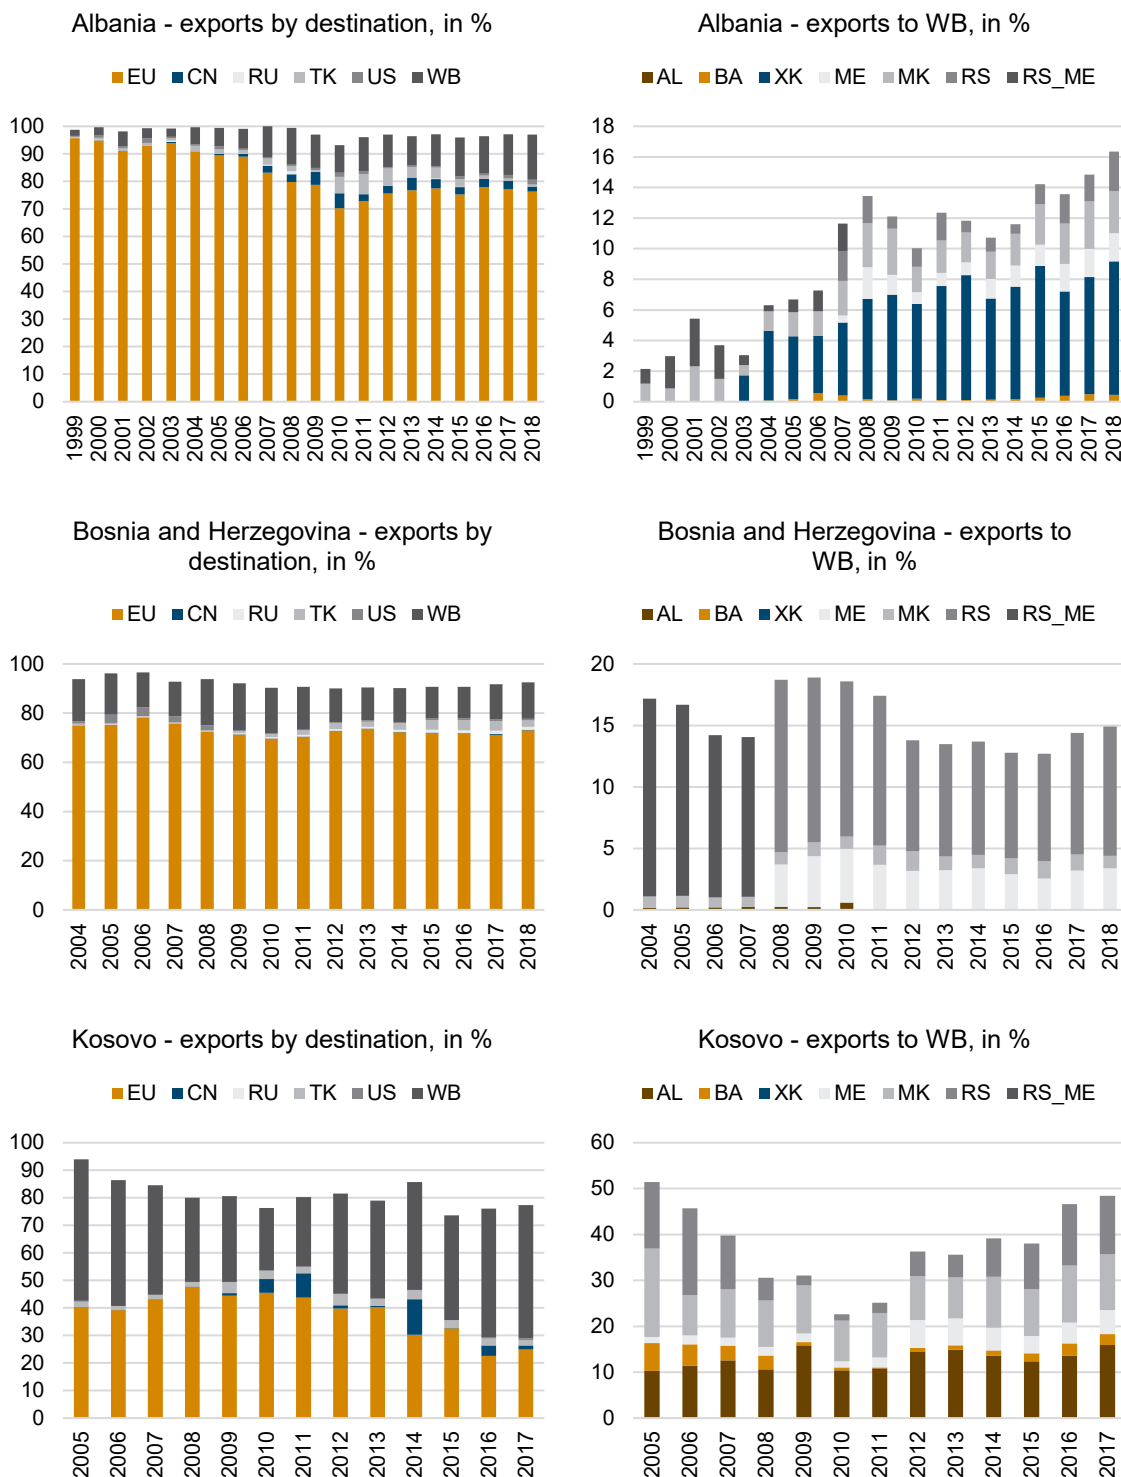 Albania - exports by destination, in %
EU CN RU TK US WB
100
90
80
70
60
50
40
30
20
10
0
1999 2000 2001 2002 2003 2004 2005 2006 2007 2008 2009 2010 2011 2012 2013 2014 2015 2016 2017 2018
Albania - exports to WB, in %
AL BA XK ME MK RS RS_ME
18
16
14
12
10
8
6
4
2
0
1999 2000 2001 2002 2003 2004 2005 2006 2007 2008 2009 2010 2011 2012 2013 2014 2015 2016 2017 2018
Bosnia and Herzegovina - exports by
destination, in %
EU CN RU TK US WB
100
80
60
40
20
0
2004 2005 2006 2007 2008 2009 2010 2011 2012 2013 2014 2015 2016 2017 2018
Bosnia and Herzegovina - exports to
WB, in %
AL BA XK ME MK RS RS_ME
20
15
10
5
0
2004 2005 2006 2007 2008 2009 2010 2011 2012 2013 2014 2015 2016 2017 2018
Kosovo - exports by destination, in %
EU CN RU TK US WB
100
90
80
70
60
50
40
30
20
10
0
2005 2006 2007 2008 2009 2010 2011 2012 2013 2014 2015 2016 2017
Kosovo - exports to WB, in %
AL BA XK ME MK RS RS_ME
60
50
40
30
20
10
0
2005 2006 2007 2008 2009 2010 2011 2012 2013 2014 2015 2016 2017